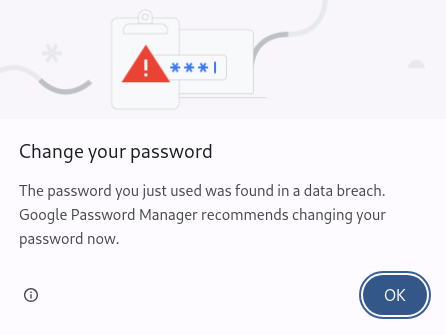 ***|
Change your password
The password you just used was found in a data breach.
Google Password Manager recommends changing your
password now.
OK